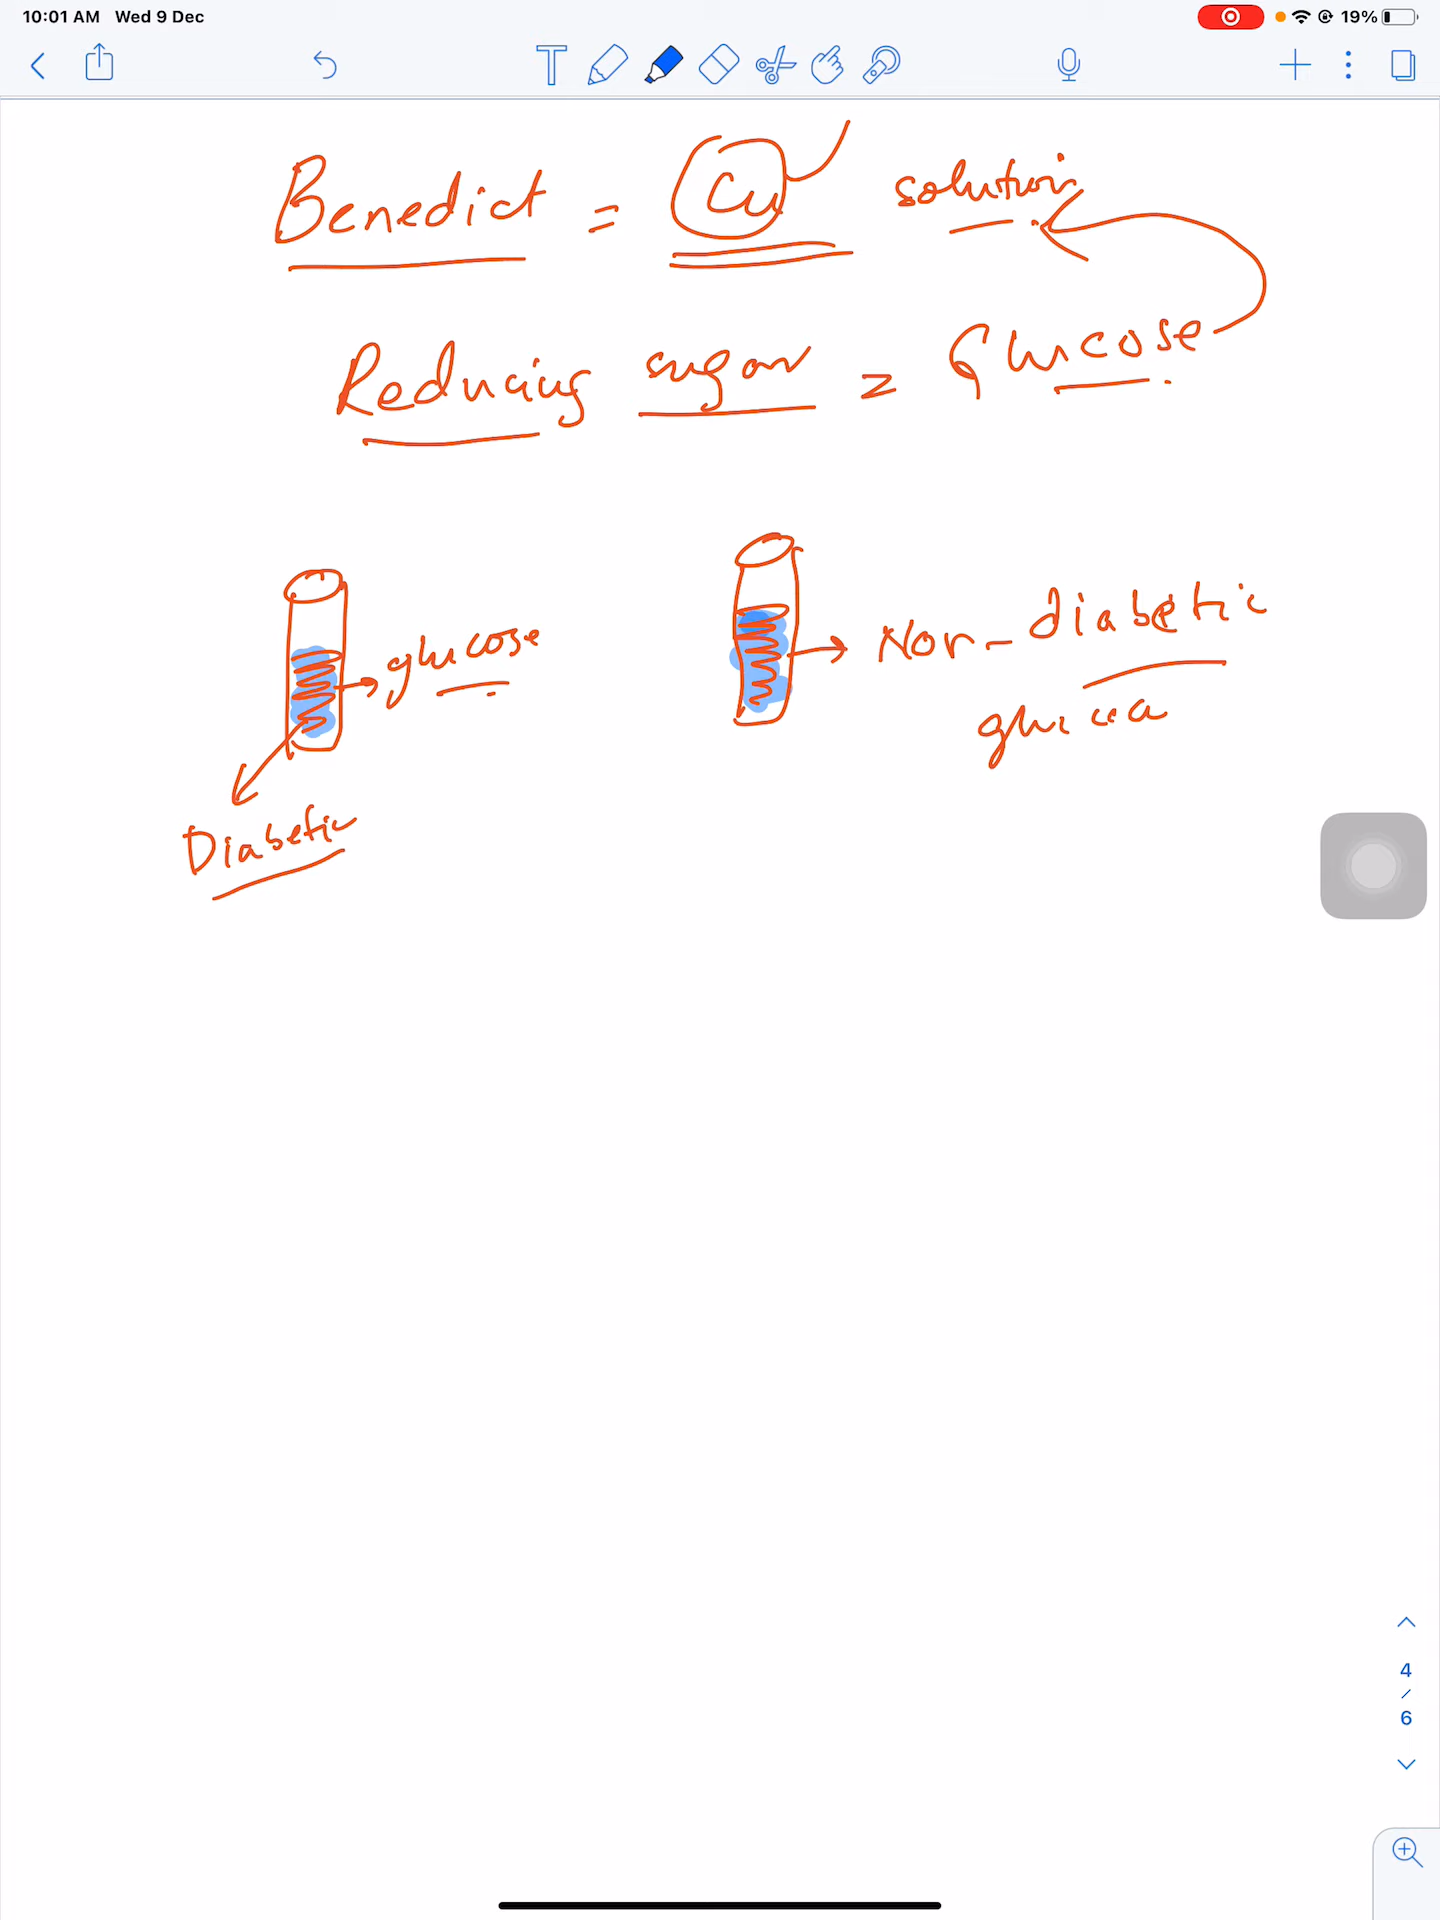 10:01 AM Wed 9 Dec 19%
Benedict = Cu solution
Reducing sugar = Glucose
glucose
Non-diabetic
Diabetic
4
/
6